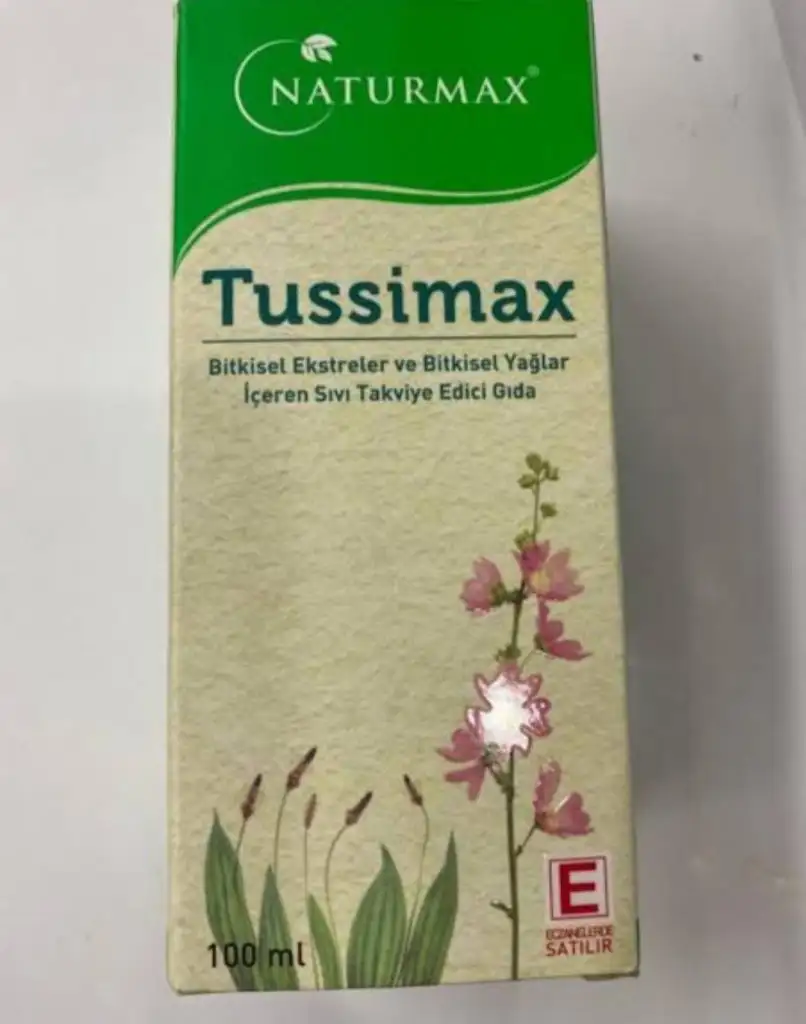 NATURMAX®
Tussimax
Bitkisel Ekstreler ve Bitkisel Yağlar
İçeren Sıvı Takviye Edici Gıda
E
ECZANELERDE
SATILIR
100 ml